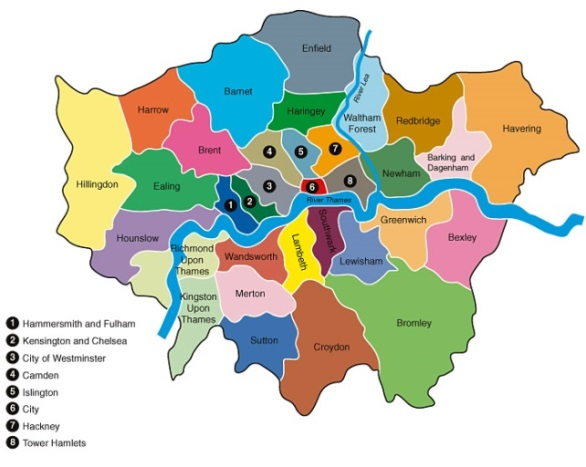 Enfield
Barnet
Harrow
Haringey
River Lea
Waltham
Forest
Redbridge
Havering
Brent
4
5
7
Barking and
Dagenham
Hillingdon
Ealing
3
6
8
Newham
1
2
River Thames
Hounslow
Richmond
Upon
Thames
Wandsworth
Lambeth
Southwark
Greenwich
Lewisham
Bexley
Kingston
Upon
Thames
Merton
Sutton
Croydon
Bromley
1 Hammersmith and Fulham
2 Kensington and Chelsea
3 City of Westminster
4 Camden
5 Islington
6 City
7 Hackney
8 Tower Hamlets